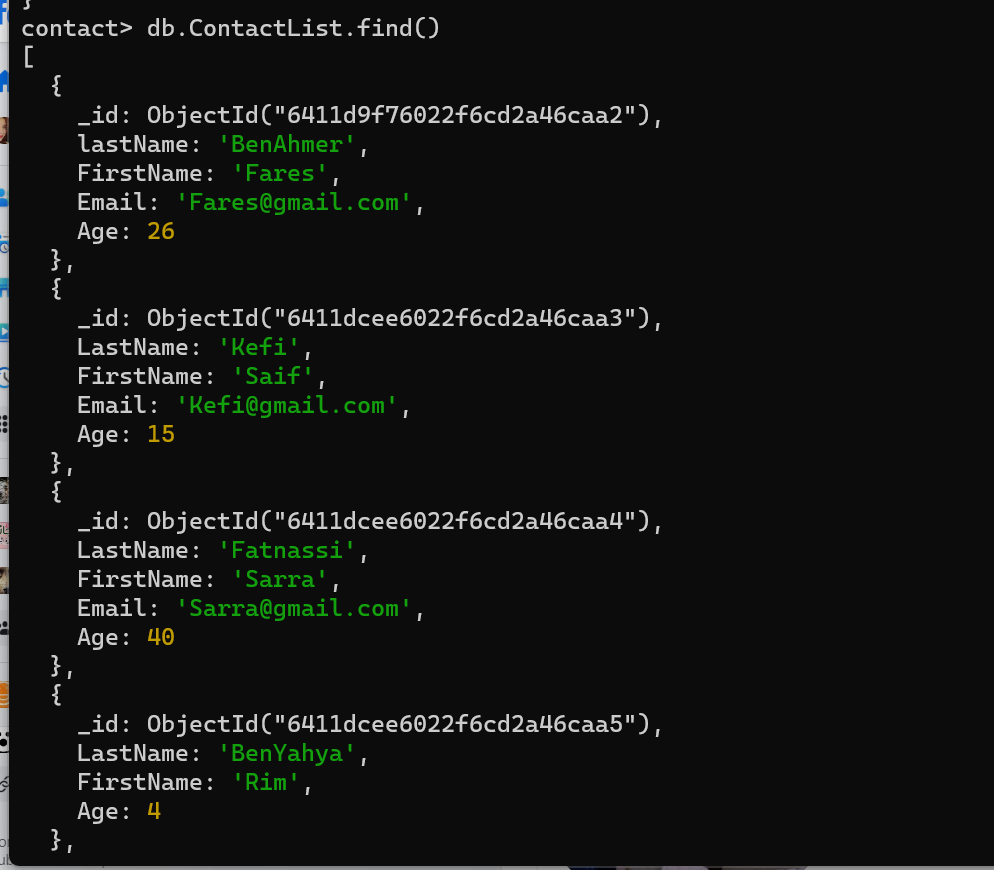 }
contact> db.ContactList.find()
[
  {
    _id: ObjectId("6411d9f76022f6cd2a46caa2"),
    lastName: 'BenAhmer',
    FirstName: 'Fares',
    Email: 'Fares@gmail.com',
    Age: 26
  },
  {
    _id: ObjectId("6411dcee6022f6cd2a46caa3"),
    LastName: 'Kefi',
    FirstName: 'Saif',
    Email: 'Kefi@gmail.com',
    Age: 15
  },
  {
    _id: ObjectId("6411dcee6022f6cd2a46caa4"),
    LastName: 'Fatnassi',
    FirstName: 'Sarra',
    Email: 'Sarra@gmail.com',
    Age: 40
  },
  {
    _id: ObjectId("6411dcee6022f6cd2a46caa5"),
    LastName: 'BenYahya',
    FirstName: 'Rim',
    Age: 4
  },